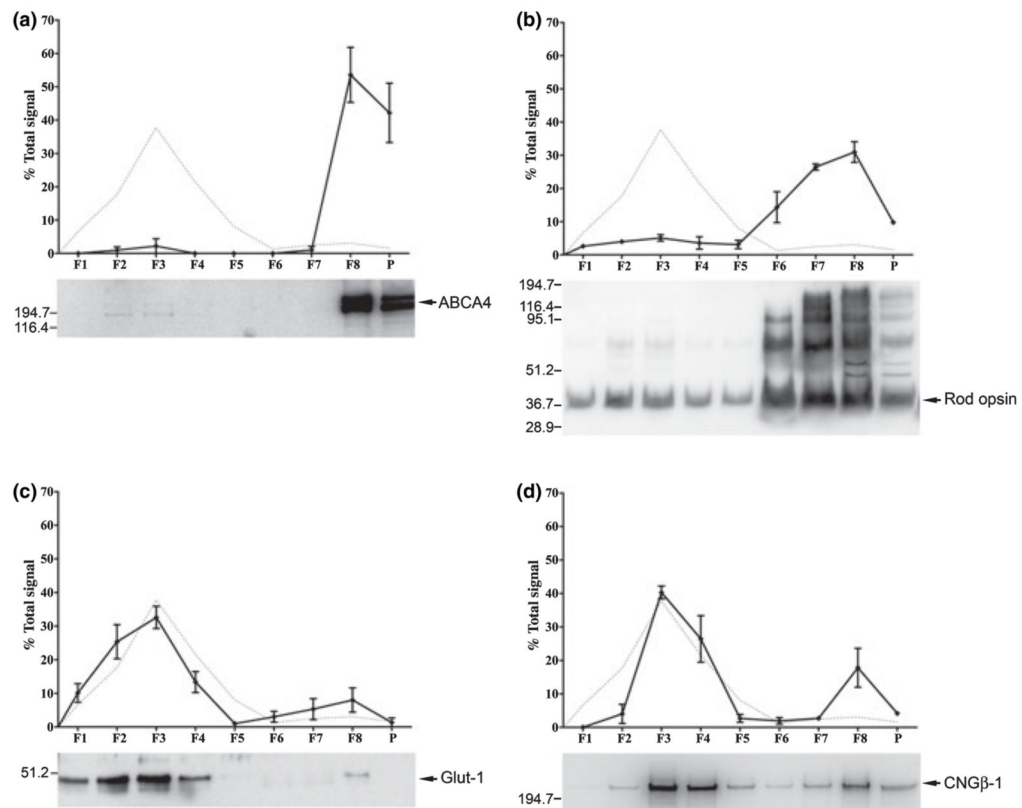 (a)
% Total signal
70
60
50
40
30
20
10
0
F1 F2 F3 F4 F5 F6 F7 F8 P
194.7
116.4
ABCA4
(b)
% Total signal
70
60
50
40
30
20
10
0
F1 F2 F3 F4 F5 F6 F7 F8 P
194.7
116.4
95.1
51.2
36.7
28.9
Rod opsin
(c)
% Total signal
70
60
50
40
30
20
10
0
F1 F2 F3 F4 F5 F6 F7 F8 P
51.2
Glut-1
(d)
% Total signal
70
60
50
40
30
20
10
0
F1 F2 F3 F4 F5 F6 F7 F8 P
194.7
CNGβ-1